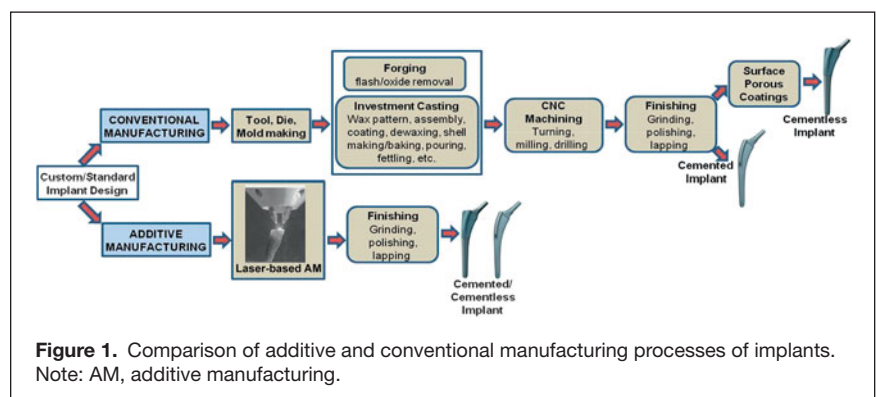 CONVENTIONAL
MANUFACTURING
Tool, Die,
Mold making
Forging
flash/oxide removal
Investment Casting
Wax pattern, assembly,
coating, dewaxing, shell
making/baking, pouring,
fettling, etc.
CNC
Machining
Turning,
milling, drilling
Finishing
Grinding,
polishing,
lapping
Surface
Porous
Coatings
Cementless
Implant
Cemented
Implant
Custom/Standard
Implant Design
ADDITIVE
MANUFACTURING
Laser-based AM
Finishing
Grinding,
polishing,
lapping
Cemented/
Cementless
Implant
Figure 1. Comparison of additive and conventional manufacturing processes of implants.
Note: AM, additive manufacturing.